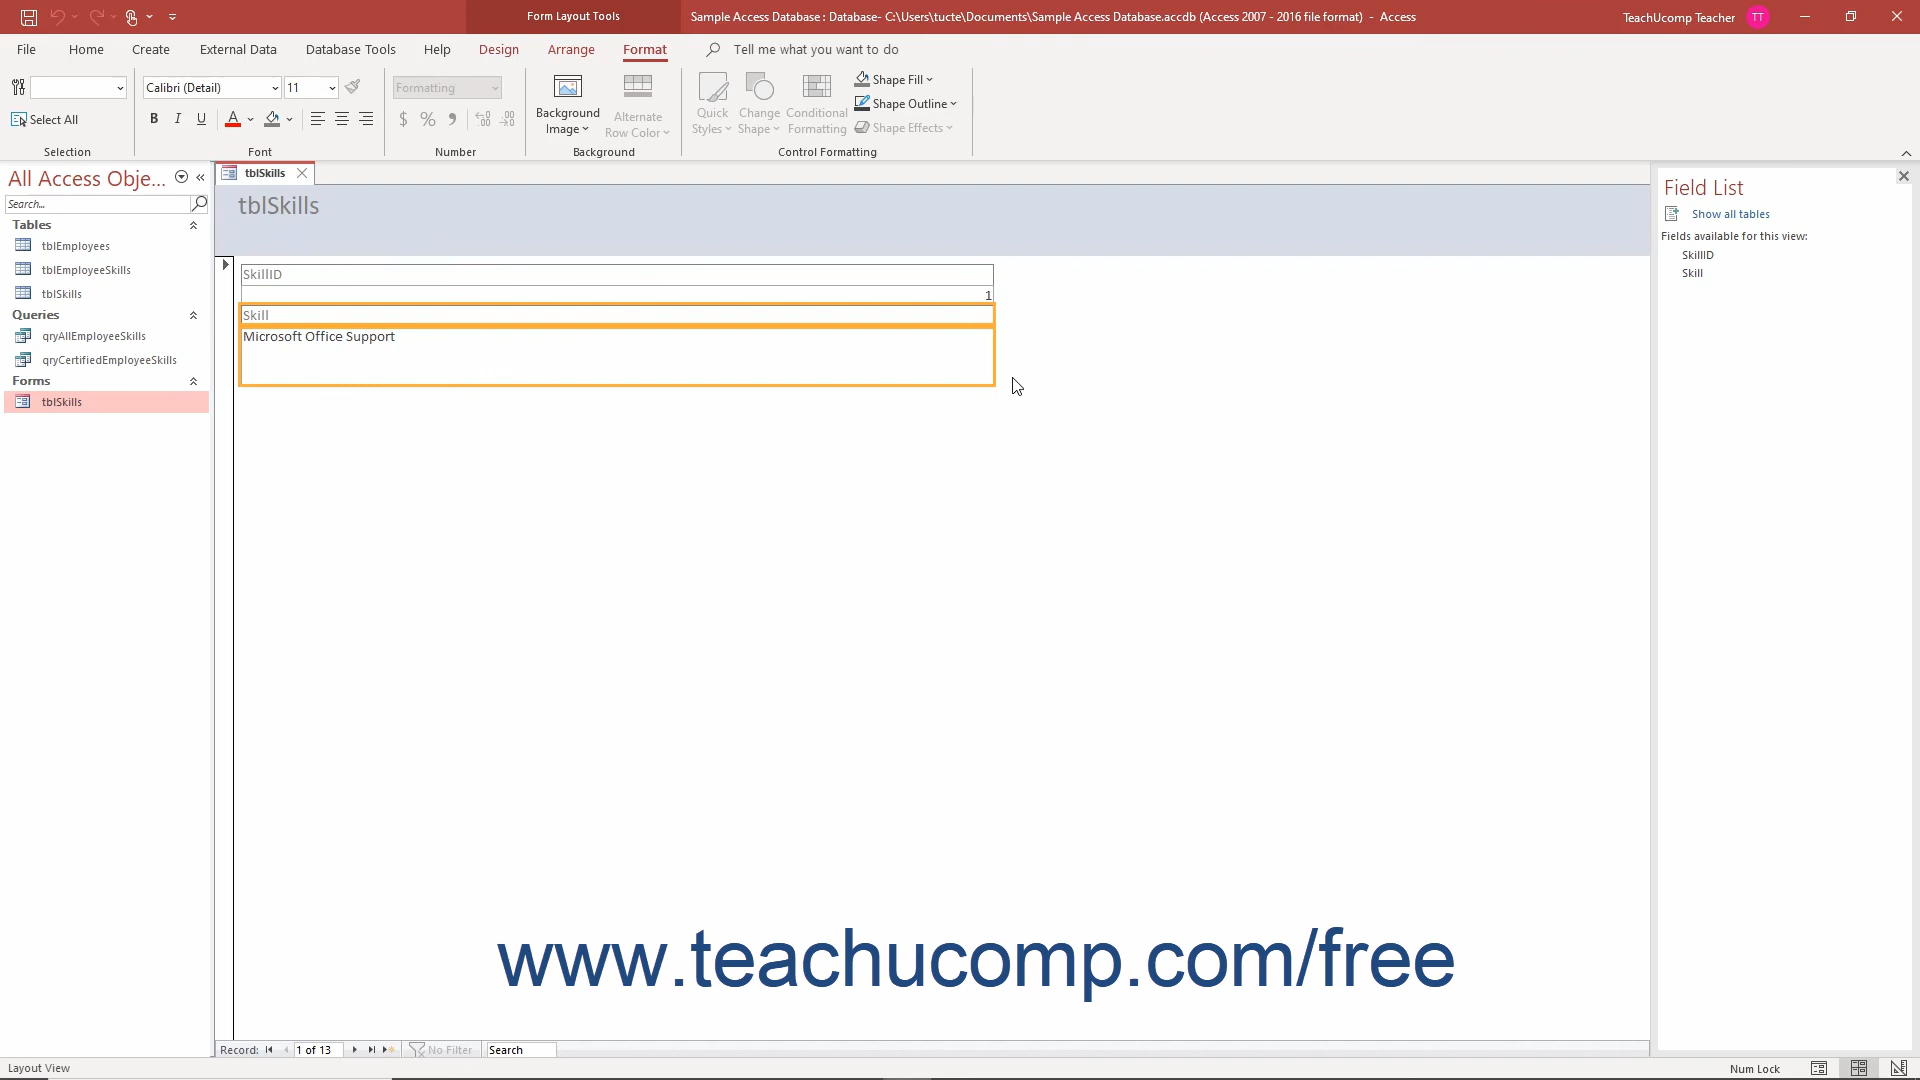 Form Layout Tools
Sample Access Database : Database- C:\Users\tucte\Documents\Sample Access Database.accdb (Access 2007 - 2016 file format) - Access
TeachUcomp Teacher
TT
File Home Create External Data Database Tools Help Design Arrange Format Tell me what you want to do
Select All
Selection
Calibri (Detail) 11
B I U A
Font
Formatting
$ % 9 .00 .00
Number
Background Image
Alternate Row Color
Background
Quick Styles
Change Shape
Conditional Formatting
Shape Fill
Shape Outline
Shape Effects
Control Formatting
All Access Obje...
Search...
Tables
tblEmployees
tblEmployeeSkills
tblSkills
Queries
qryAllEmployeeSkills
qryCertifiedEmployeeSkills
Forms
tblSkills
tblSkills
tblSkills
SkillID
1
Skill
Microsoft Office Support
Field List
Show all tables
Fields available for this view:
SkillID
Skill
www.teachucomp.com/free
Record: 1 of 13 No Filter Search
Layout View
Num Lock